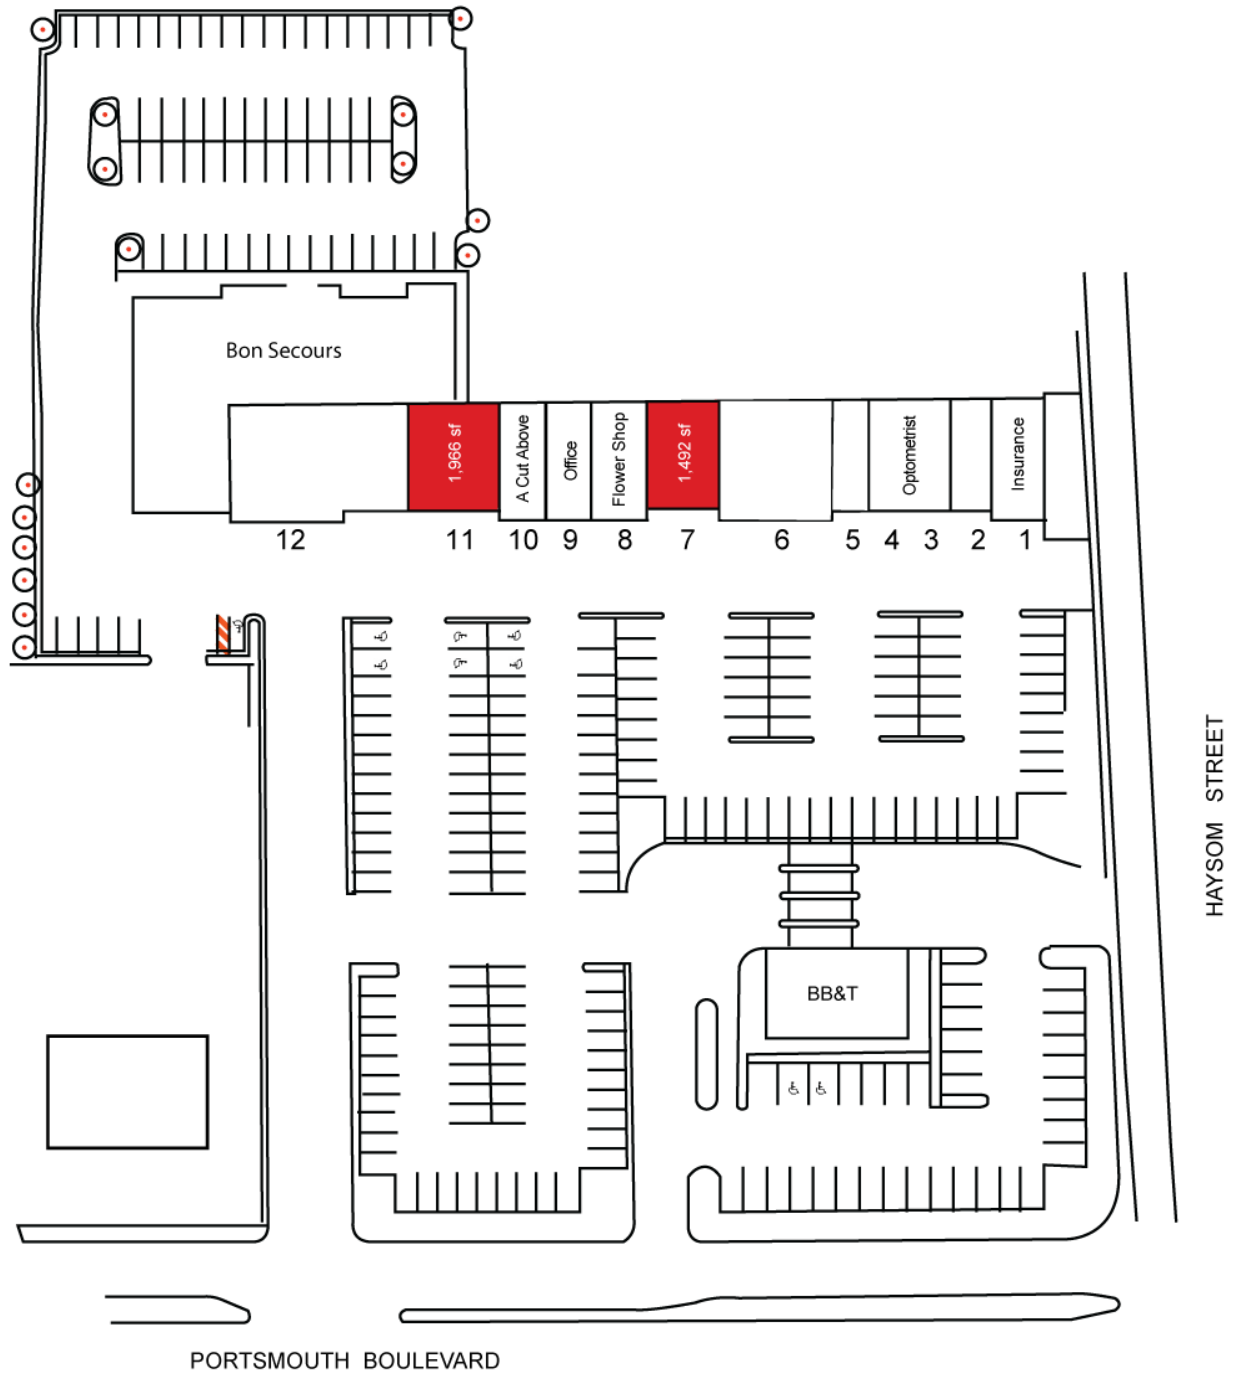 Bon Secours
1,966 sf
A Cut Above
Office
Flower Shop
1,492 sf
Optometrist
Insurance
12
11
10
9
8
7
6
5
4
3
2
1
HAYSOM STREET
BB&T
PORTSMOUTH BOULEVARD